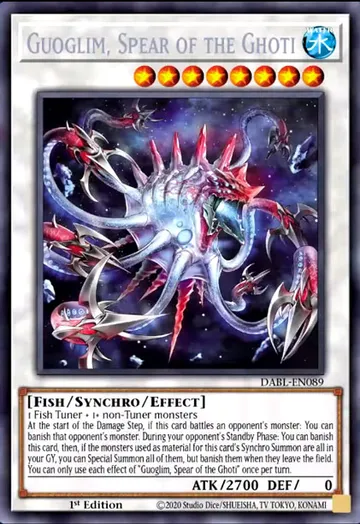 GUOGLIM, SPEAR OF THE GHOTI
WATER
水
DABL-EN089
[FISH/SYNCHRO/EFFECT]
1 Fish Tuner + 1+ non-Tuner monsters
At the start of the Damage Step, if this card battles an opponent's monster: You can
banish that opponent's monster. During your opponent's Standby Phase: You can banish
this card, then, if the monsters used as material for this card's Synchro Summon are all in
your GY, you can Special Summon all of them, but banish them when they leave the field.
You can only use each effect of "Guoglim, Spear of the Ghoti" once per turn.
ATK/2700 DEF/ 0
1st Edition
©2020 Studio Dice/SHUEISHA, TV TOKYO, KONAMI